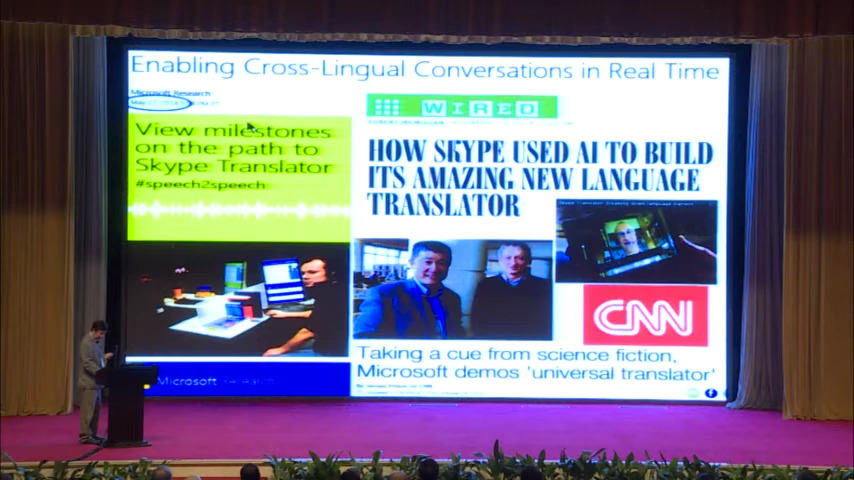 Enabling Cross-Lingual Conversations in Real Time
Microsoft Research
View milestones
on the path to
Skype Translator
#speech2speech
WIRED
HOW SKYPE USED AI TO BUILD
ITS AMAZING NEW LANGUAGE
TRANSLATOR
CNN
Taking a cue from science fiction,
Microsoft demos 'universal translator'
Microsoft Research